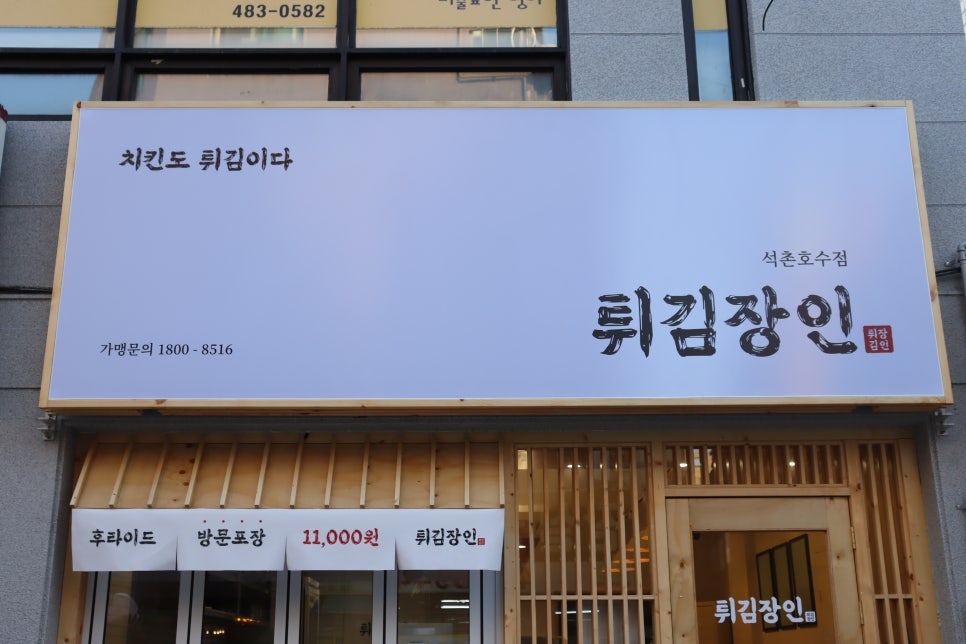 483-0582
치킨도 튀김이다
석촌호수점
튀김장인
튀장
김인
가맹문의 1800 - 8516
후라이드
방문포장
11,000원
튀김장인
튀김장인